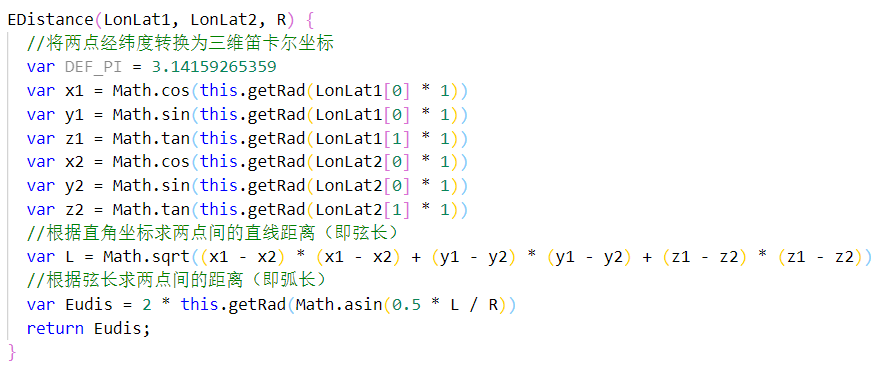 EDistance(LonLat1, LonLat2, R) {
//将两点经纬度转换为三维笛卡尔坐标
var DEF_PI = 3.14159265359
var x1 = Math.cos(this.getRad(LonLat1[0] * 1))
var y1 = Math.sin(this.getRad(LonLat1[0] * 1))
var z1 = Math.tan(this.getRad(LonLat1[1] * 1))
var x2 = Math.cos(this.getRad(LonLat2[0] * 1))
var y2 = Math.sin(this.getRad(LonLat2[0] * 1))
var z2 = Math.tan(this.getRad(LonLat2[1] * 1))
//根据直角坐标求两点间的直线距离（即弦长）
var L = Math.sqrt((x1 - x2) * (x1 - x2) + (y1 - y2) * (y1 - y2) + (z1 - z2) * (z1 - z2))
//根据弦长求两点间的距离（即弧长）
var Eudis = 2 * this.getRad(Math.asin(0.5 * L / R))
return Eudis;
}